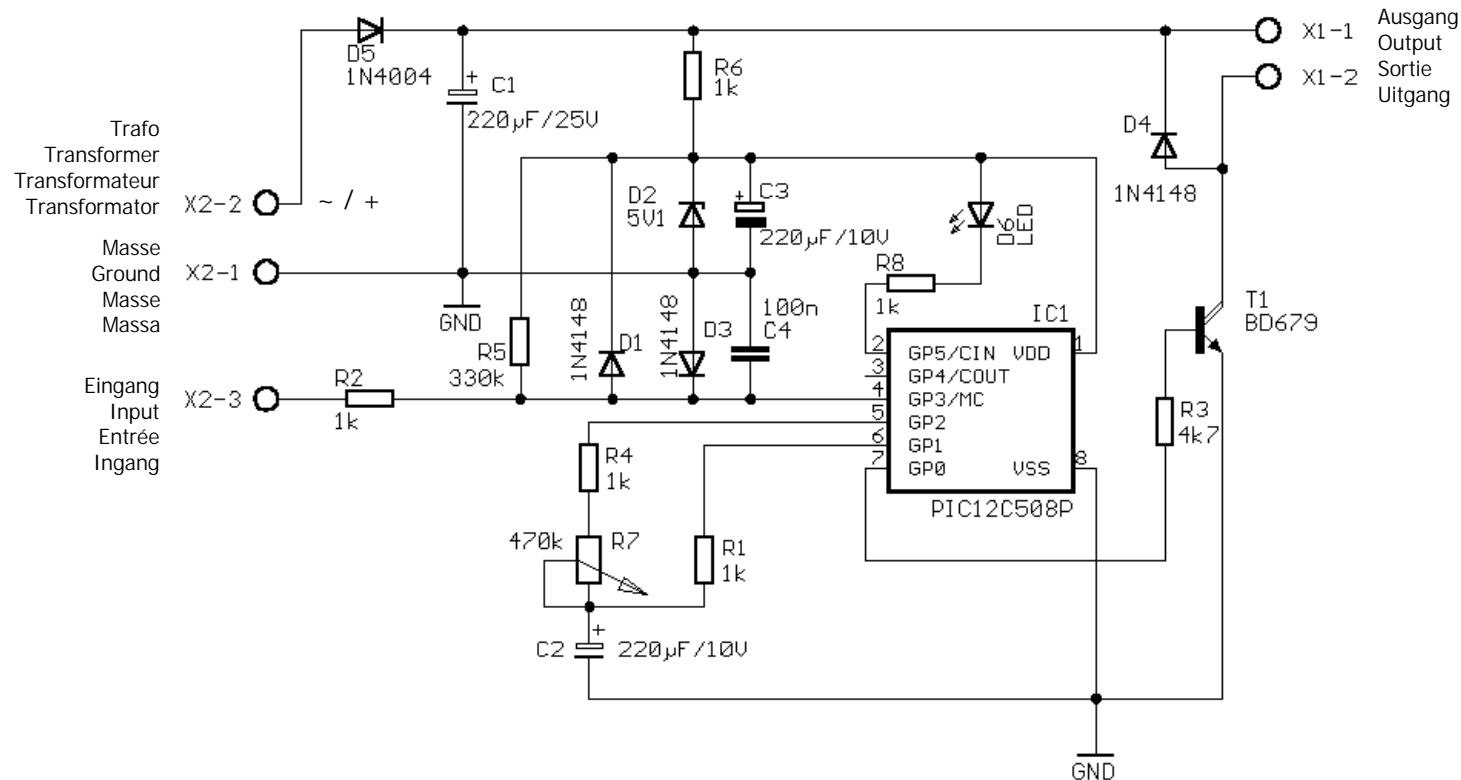 Ausgang
Output
Sortie
Uitgang
X1-1
X1-2
D5
1N4004
+
C1
220µF/25V
R6
1k
D4
1N4148
Trafo
Transformer
Transformateur
Transformator
X2-2
~ / +
D2
5V1
+
C3
220µF/10V
D6
LED
Masse
Ground
Masse
Massa
X2-1
GND
R8
1k
R5
330k
1N4148
D1
1N4148
D3
100n
C4
IC1
T1
BD679
2
3
4
5
6
7
GP5/CIN
GP4/COUT
GP3/MC
GP2
GP1
GP0
VDD
1
VSS
8
PIC12C508P
Eingang
Input
Entrée
Ingang
X2-3
R2
1k
R3
4k7
R4
1k
470k
R7
R1
1k
+
C2
220µF/10V
GND